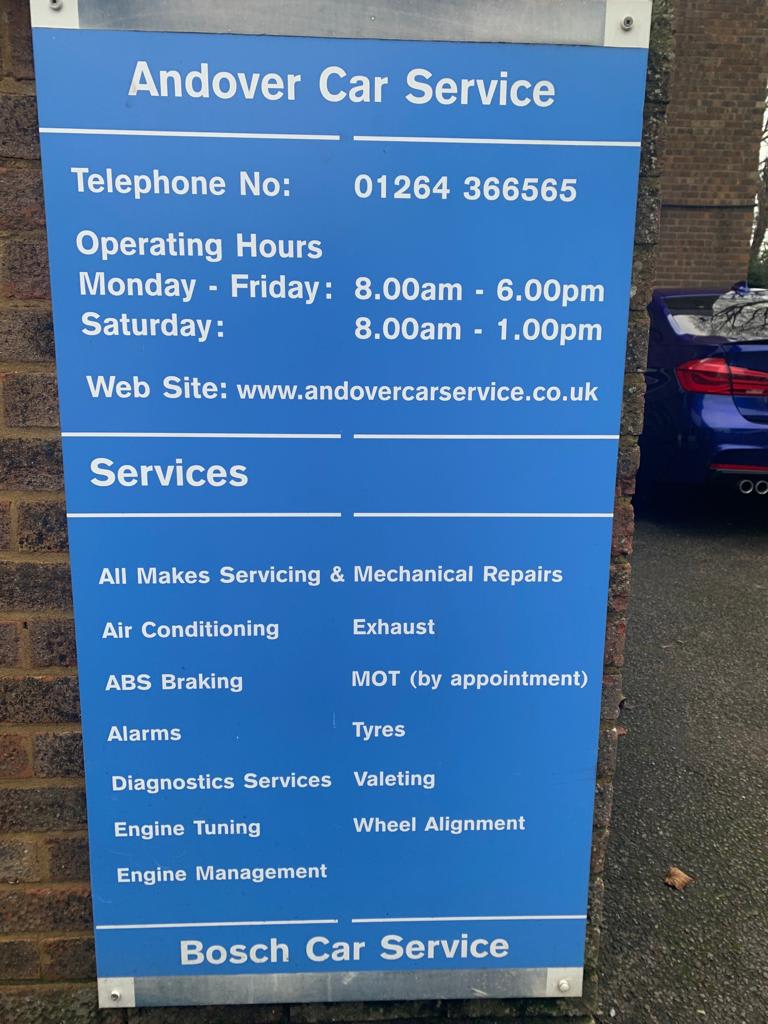 Andover Car Service
Telephone No: 01264 366565
Operating Hours
Monday - Friday: 8.00am - 6.00pm
Saturday: 8.00am - 1.00pm
Web Site: www.andovercarservice.co.uk
Services
All Makes Servicing & Mechanical Repairs
Air Conditioning Exhaust
ABS Braking MOT (by appointment)
Alarms Tyres
Diagnostics Services Valeting
Engine Tuning Wheel Alignment
Engine Management
Bosch Car Service